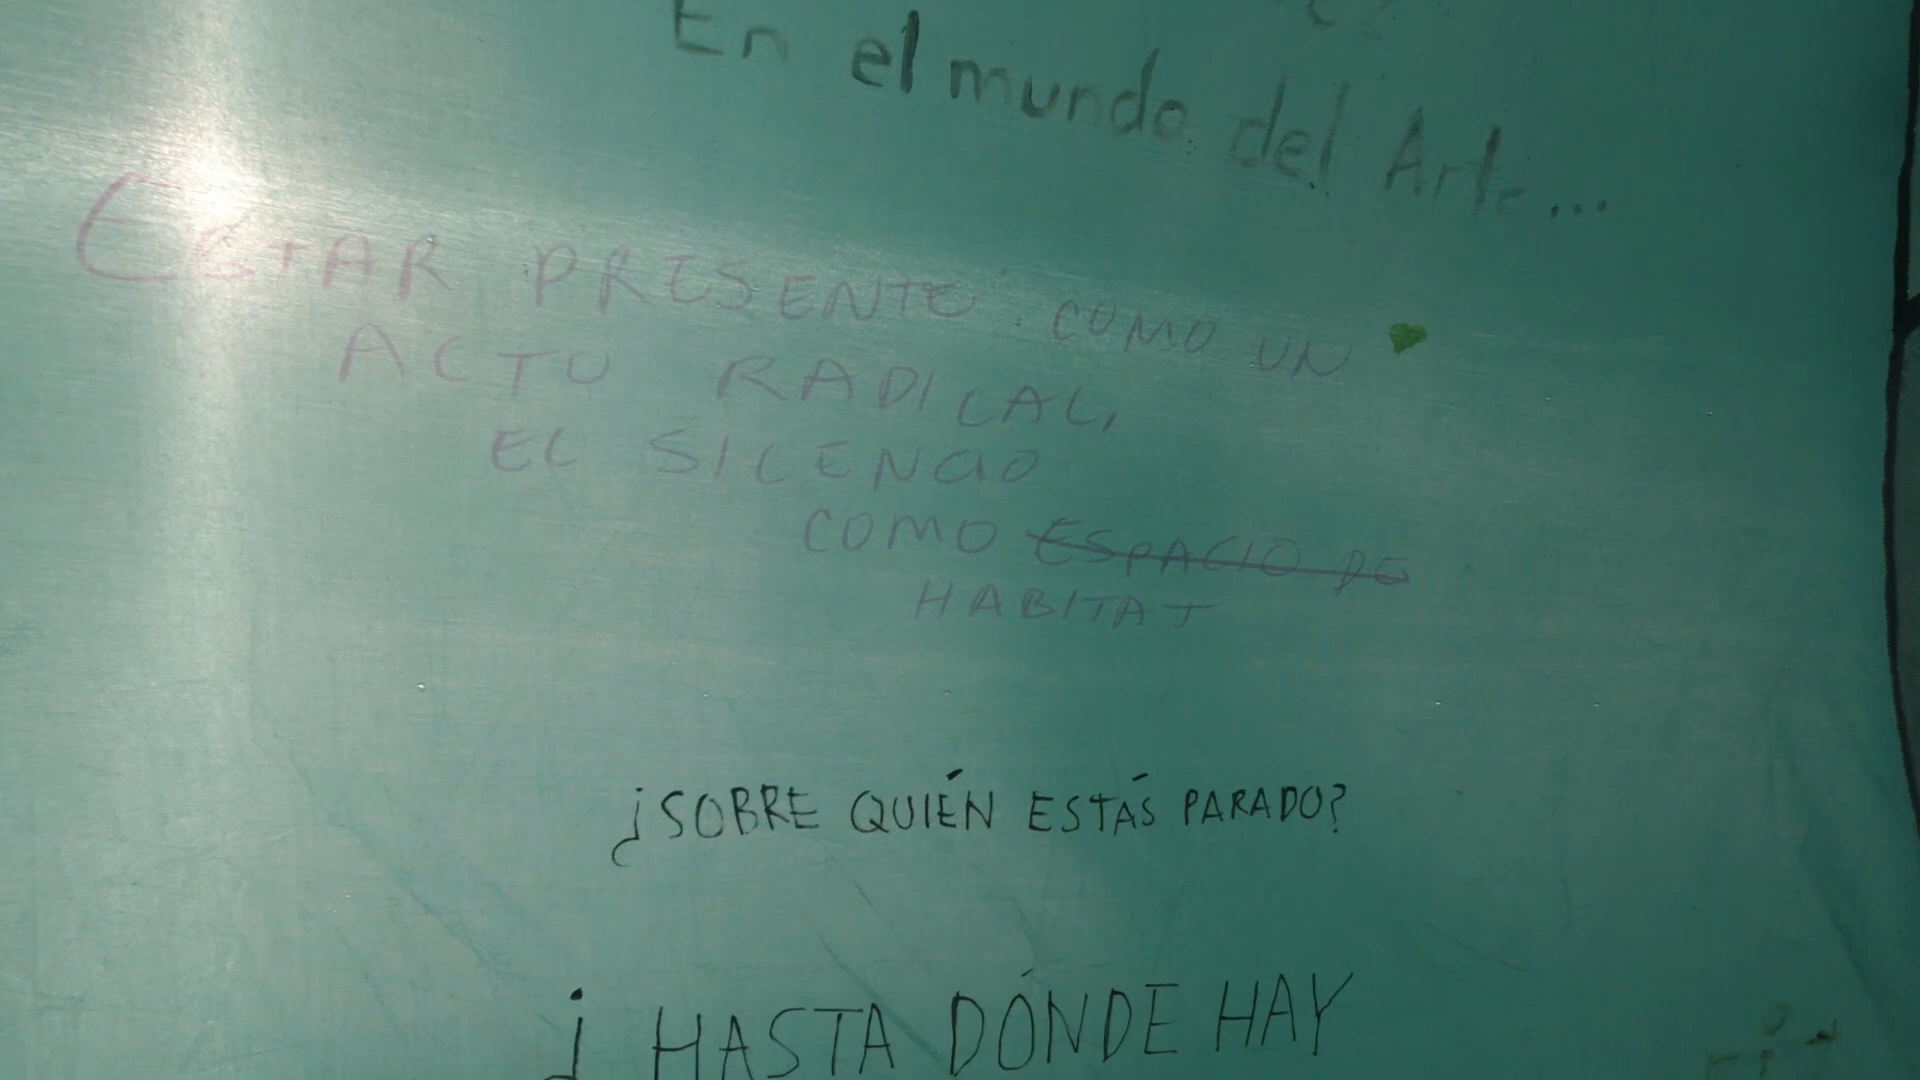 En el mundo del Arte...
ESTAR PRESENTE COMO UN
ACTO RADICAL,
EL SILENCIO
COMO ESPACIO DE
HABITAT
¿SOBRE QUIÉN ESTÁS PARADO?
¿HASTA DÓNDE HAY